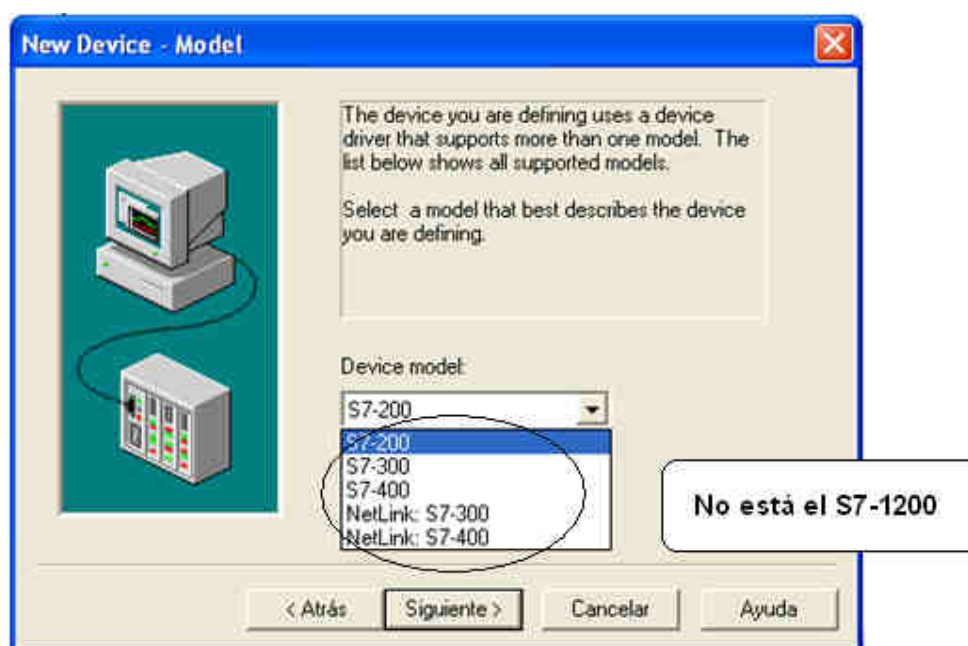 New Device - Model
The device you are defining uses a device
driver that supports more than one model. The
list below shows all supported models.
Select a model that best describes the device
you are defining.
Device model:
S7-200
S7-200
S7-300
S7-400
NetLink: S7-300
NetLink: S7-400
No está el S7-1200
< Atrás
Siguiente >
Cancelar
Ayuda